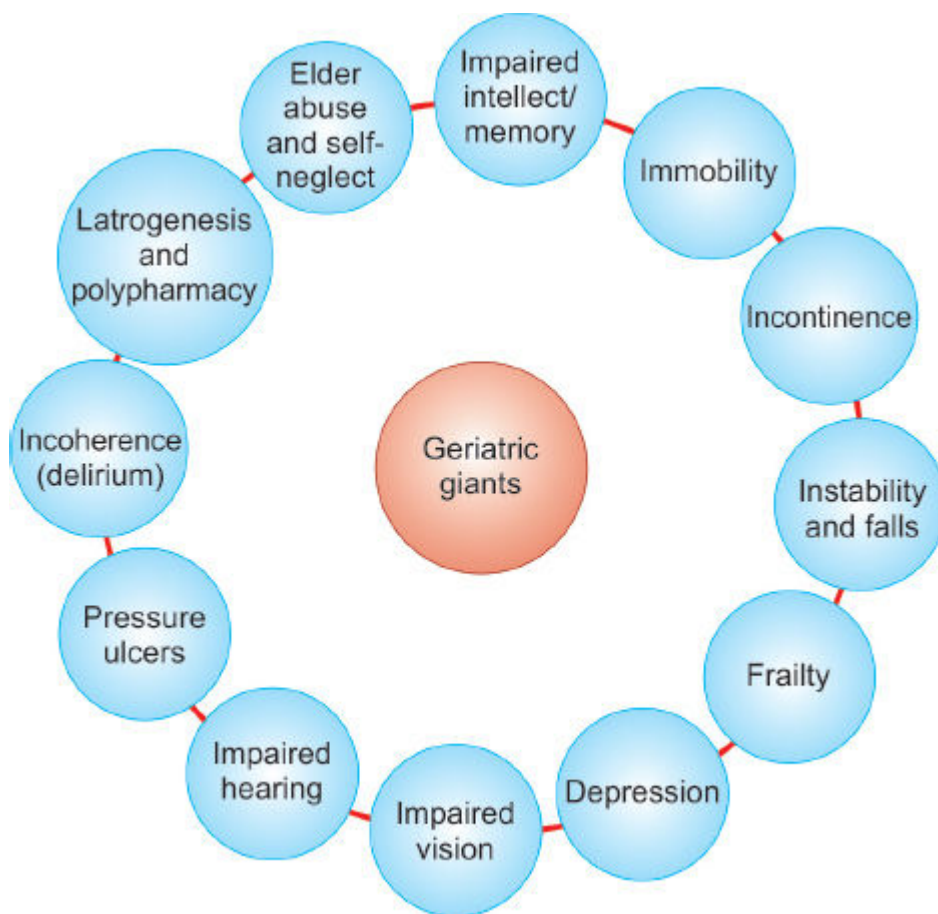 Impaired
intellect/
memory
Immobility
Incontinence
Instability
and falls
Frailty
Depression
Impaired
vision
Impaired
hearing
Pressure
ulcers
Incoherence
(delirium)
Latrogenesis
and
polypharmacy
Elder
abuse
and self-
neglect
Geriatric
giants